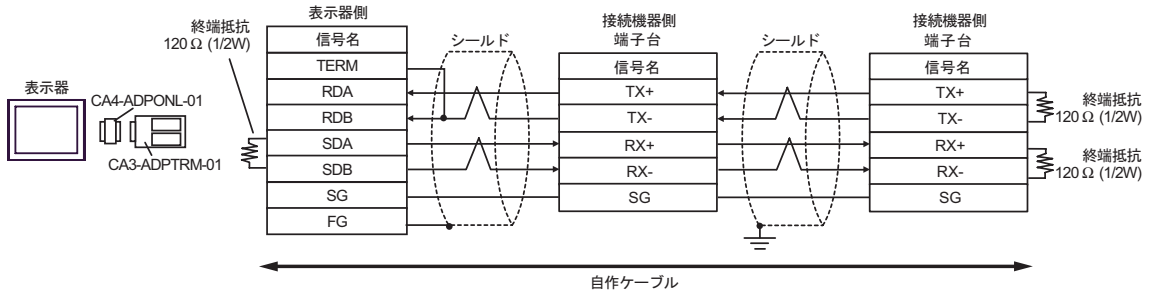 表示器
CA4-ADPONL-01
CA3-ADPTRM-01
終端抵抗
120Ω (1/2W)
表示器側
信号名
TERM
RDA
RDB
SDA
SDB
SG
FG
シールド
接続機器側
端子台
信号名
TX+
TX-
RX+
RX-
SG
シールド
接続機器側
端子台
信号名
TX+
TX-
RX+
RX-
SG
終端抵抗
120Ω (1/2W)
終端抵抗
120Ω (1/2W)
自作ケーブル